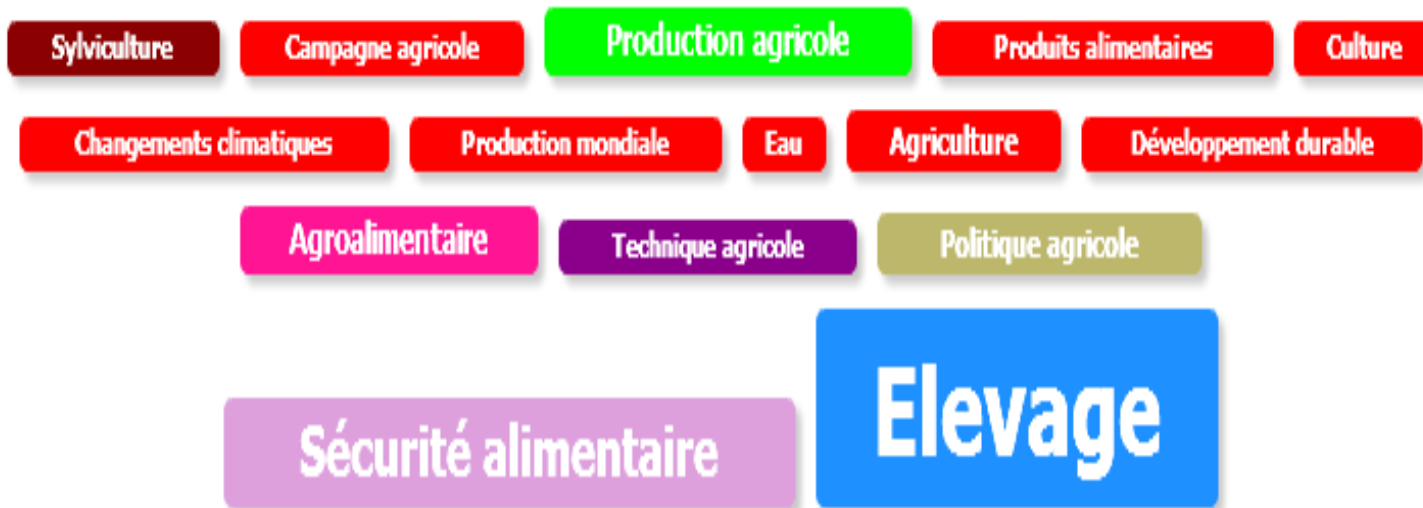 Sylviculture Campagne agricole Production agricole Produits alimentaires Culture
Changements climatiques Production mondiale Eau Agriculture Développement durable
Agroalimentaire Technique agricole Politique agricole
Sécurité alimentaire Elevage